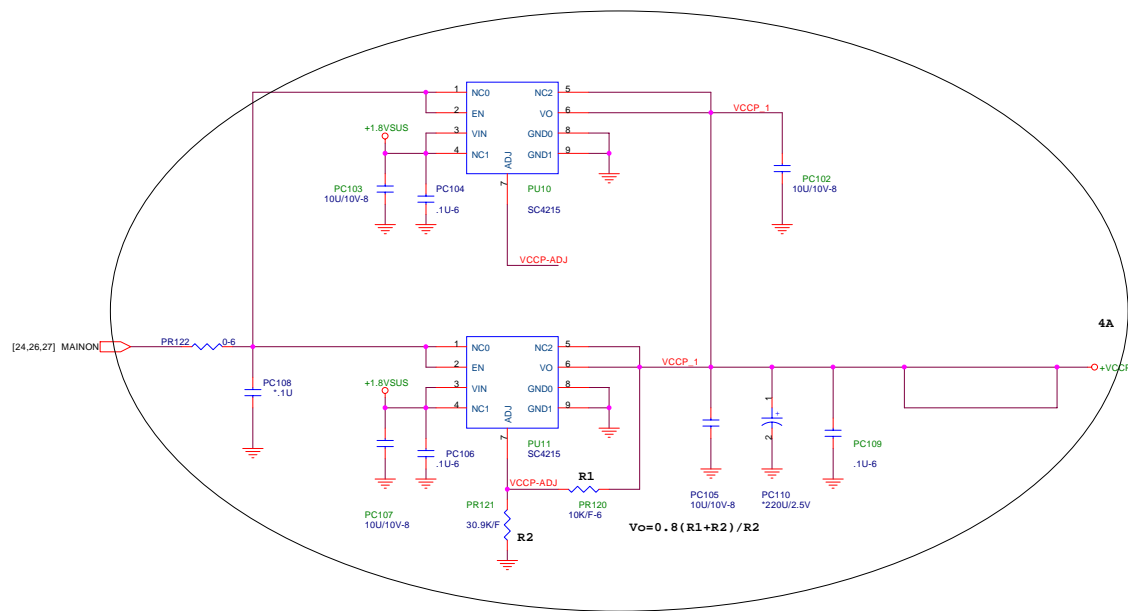 1 NC0 NC2 5
2 EN VO 6
3 VIN GND0 8
4 NC1 GND1 9
ADJ
7
VCCP_1
+1.8VSUS
PC103
10U/10V-8
PC104
.1U-6
PU10
SC4215
PC102
10U/10V-8
VCCP-ADJ
4A
[24,26,27] MAINON
PR122 0-6
1 NC0 NC2 5
2 EN VO 6
3 VIN GND0 8
4 NC1 GND1 9
ADJ
7
VCCP_1
+VCCP
PC108
*.1U
+1.8VSUS
PC107
10U/10V-8
PC106
.1U-6
PU11
SC4215
VCCP-ADJ
R1
PR120
10K/F-6
PR121
30.9K/F
R2
PC105
10U/10V-8
1
+
2
PC110
*220U/2.5V
PC109
.1U-6
Vo=0.8(R1+R2)/R2